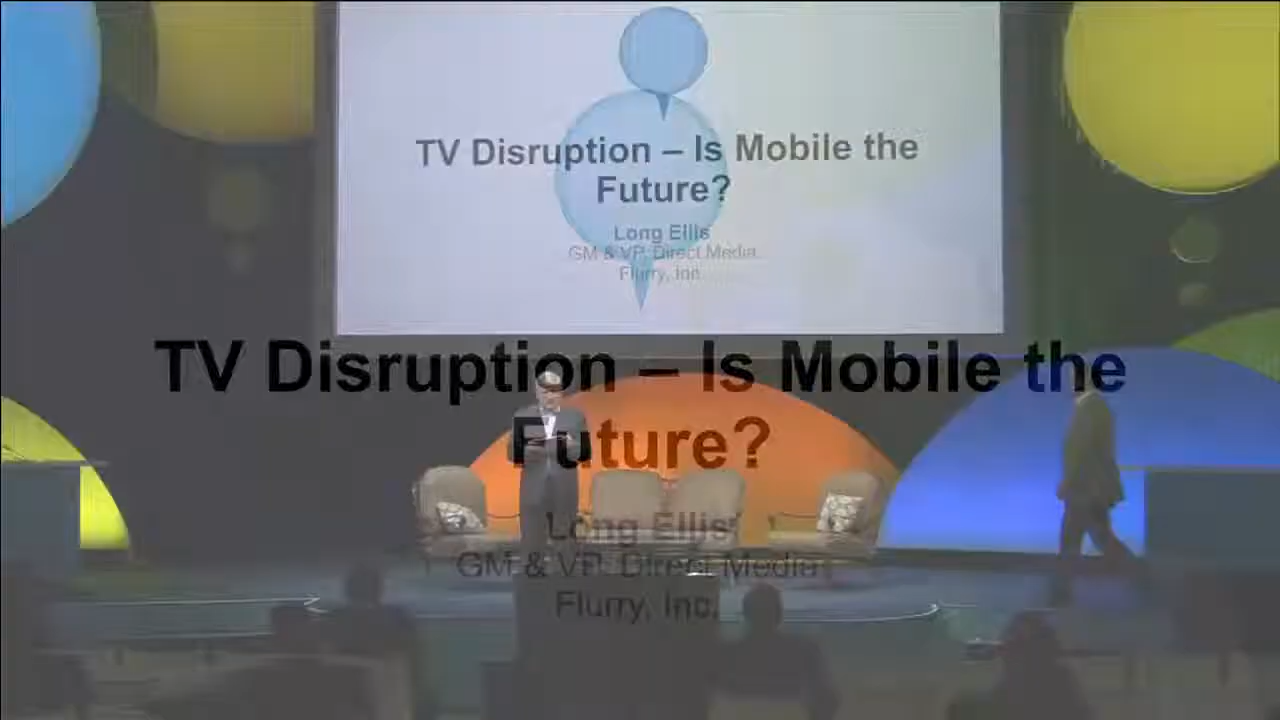 TV Disruption – Is Mobile the
Future?
Long Ellis
GM & VP, Direct Media
Flurry, Inc.
TV Disruption – Is Mobile the
Future?
Long Ellis
GM & VP, Direct Media
Flurry, Inc.